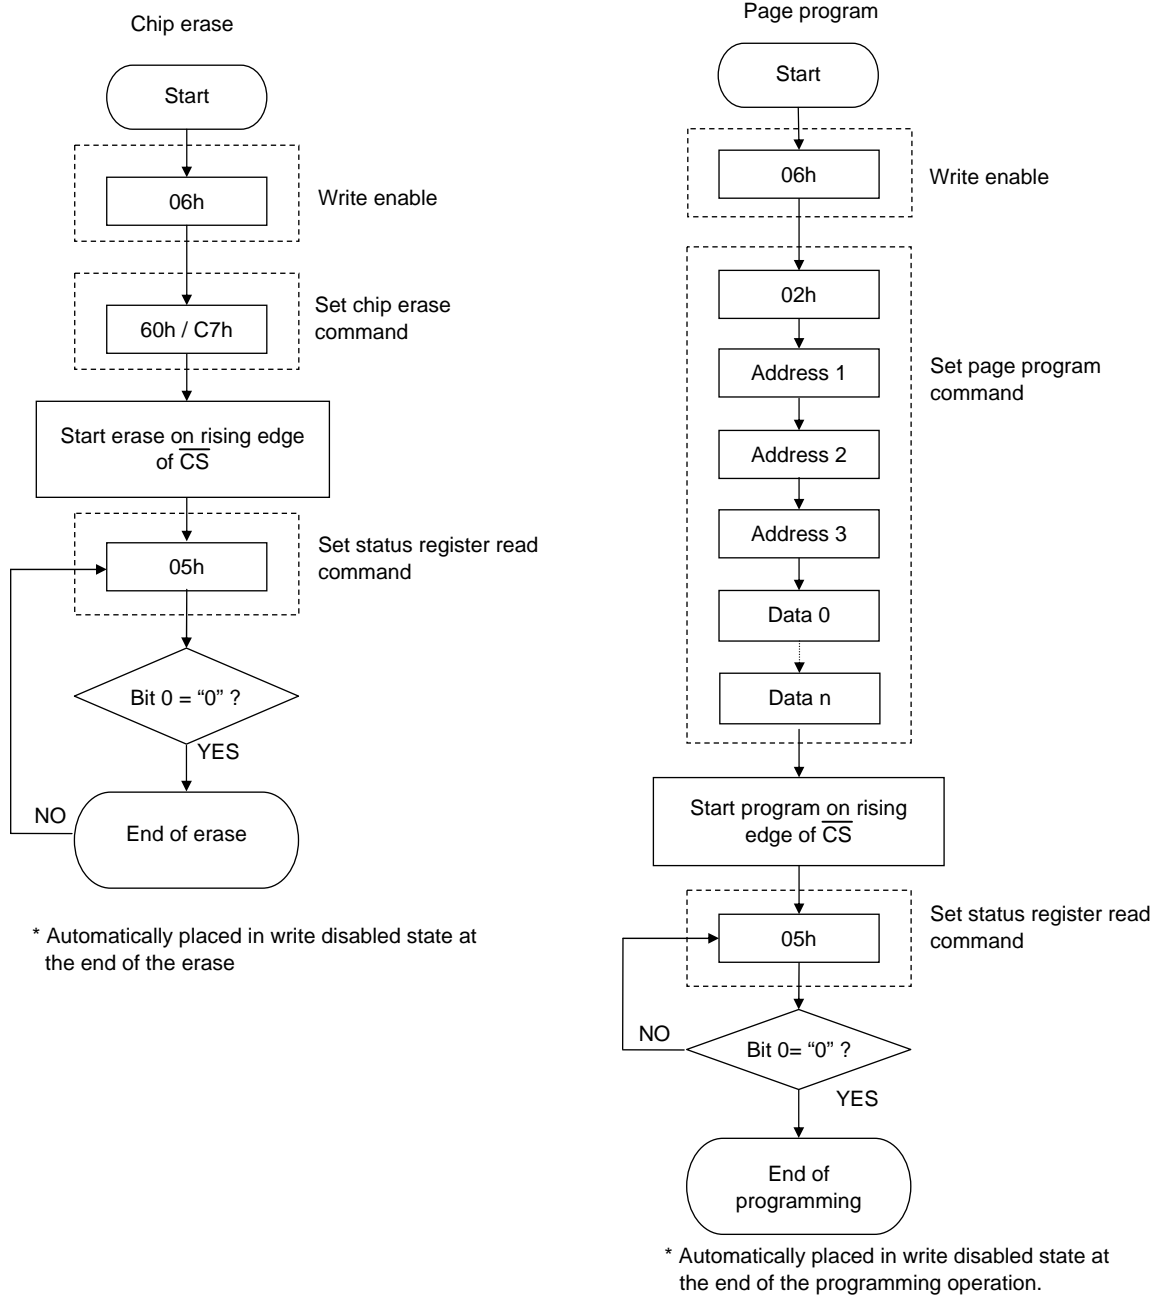 Chip erase
Start
06h
Write enable
60h / C7h
Set chip erase
command
Start erase on rising edge
of C̅S̅
05h
Set status register read
command
Bit 0 = “0” ?
YES
NO
End of erase
* Automatically placed in write disabled state at
the end of the erase
Page program
Start
06h
Write enable
02h
Address 1
Set page program
command
Address 2
Address 3
Data 0
Data n
Start program on rising
edge of C̅S̅
05h
Set status register read
command
NO
Bit 0= “0” ?
YES
End of
programming
* Automatically placed in write disabled state at
the end of the programming operation.